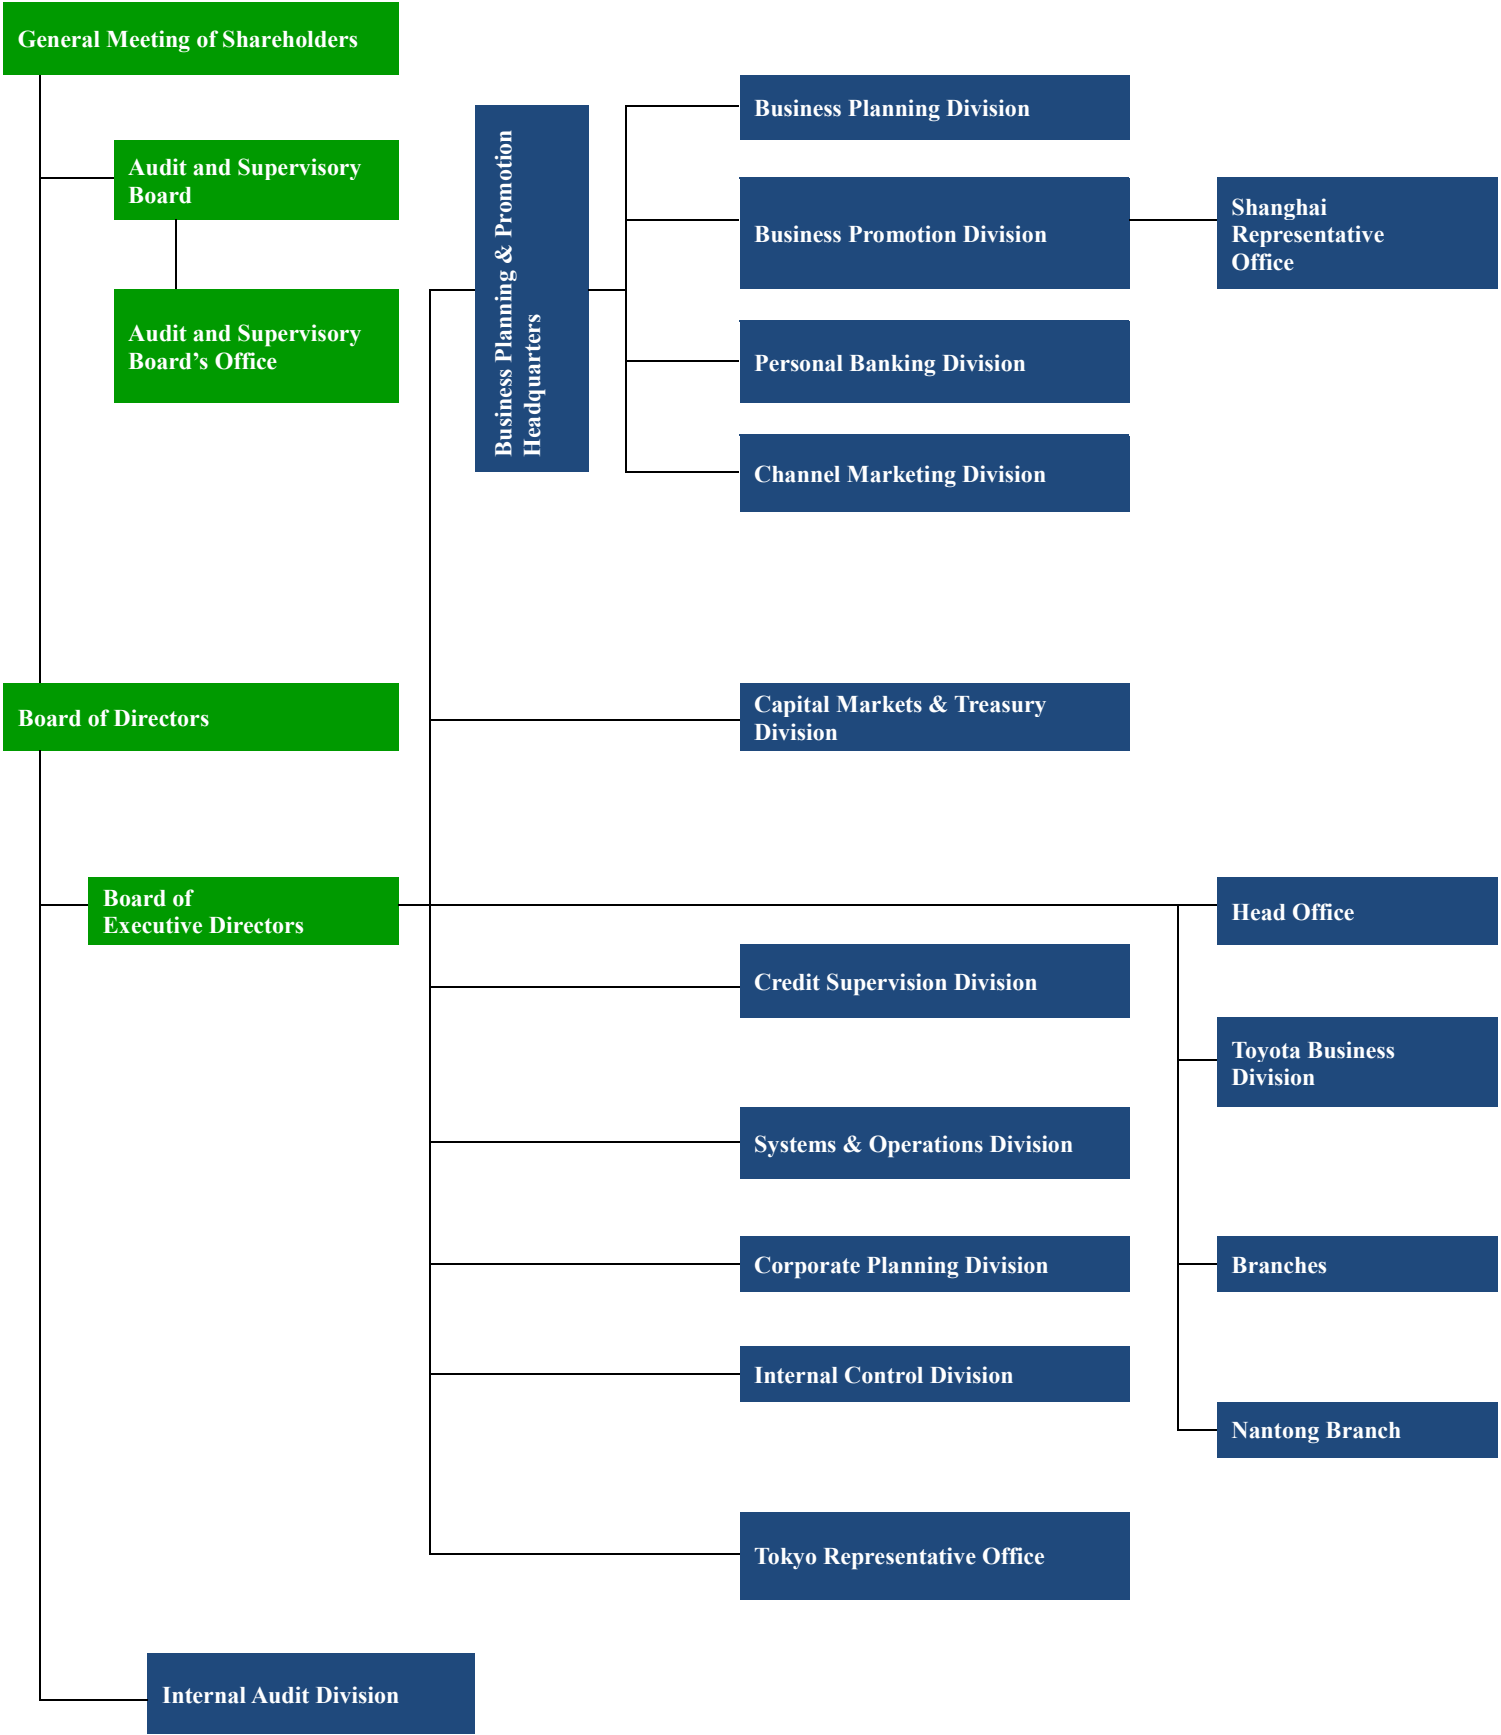 General Meeting of Shareholders
Audit and Supervisory
Board
Audit and Supervisory
Board’s Office
Business Planning & Promotion
Headquarters
Business Planning Division
Business Promotion Division
Shanghai
Representative
Office
Personal Banking Division
Channel Marketing Division
Board of Directors
Capital Markets & Treasury
Division
Board of
Executive Directors
Head Office
Credit Supervision Division
Toyota Business
Division
Systems & Operations Division
Corporate Planning Division
Branches
Internal Control Division
Nantong Branch
Tokyo Representative Office
Internal Audit Division